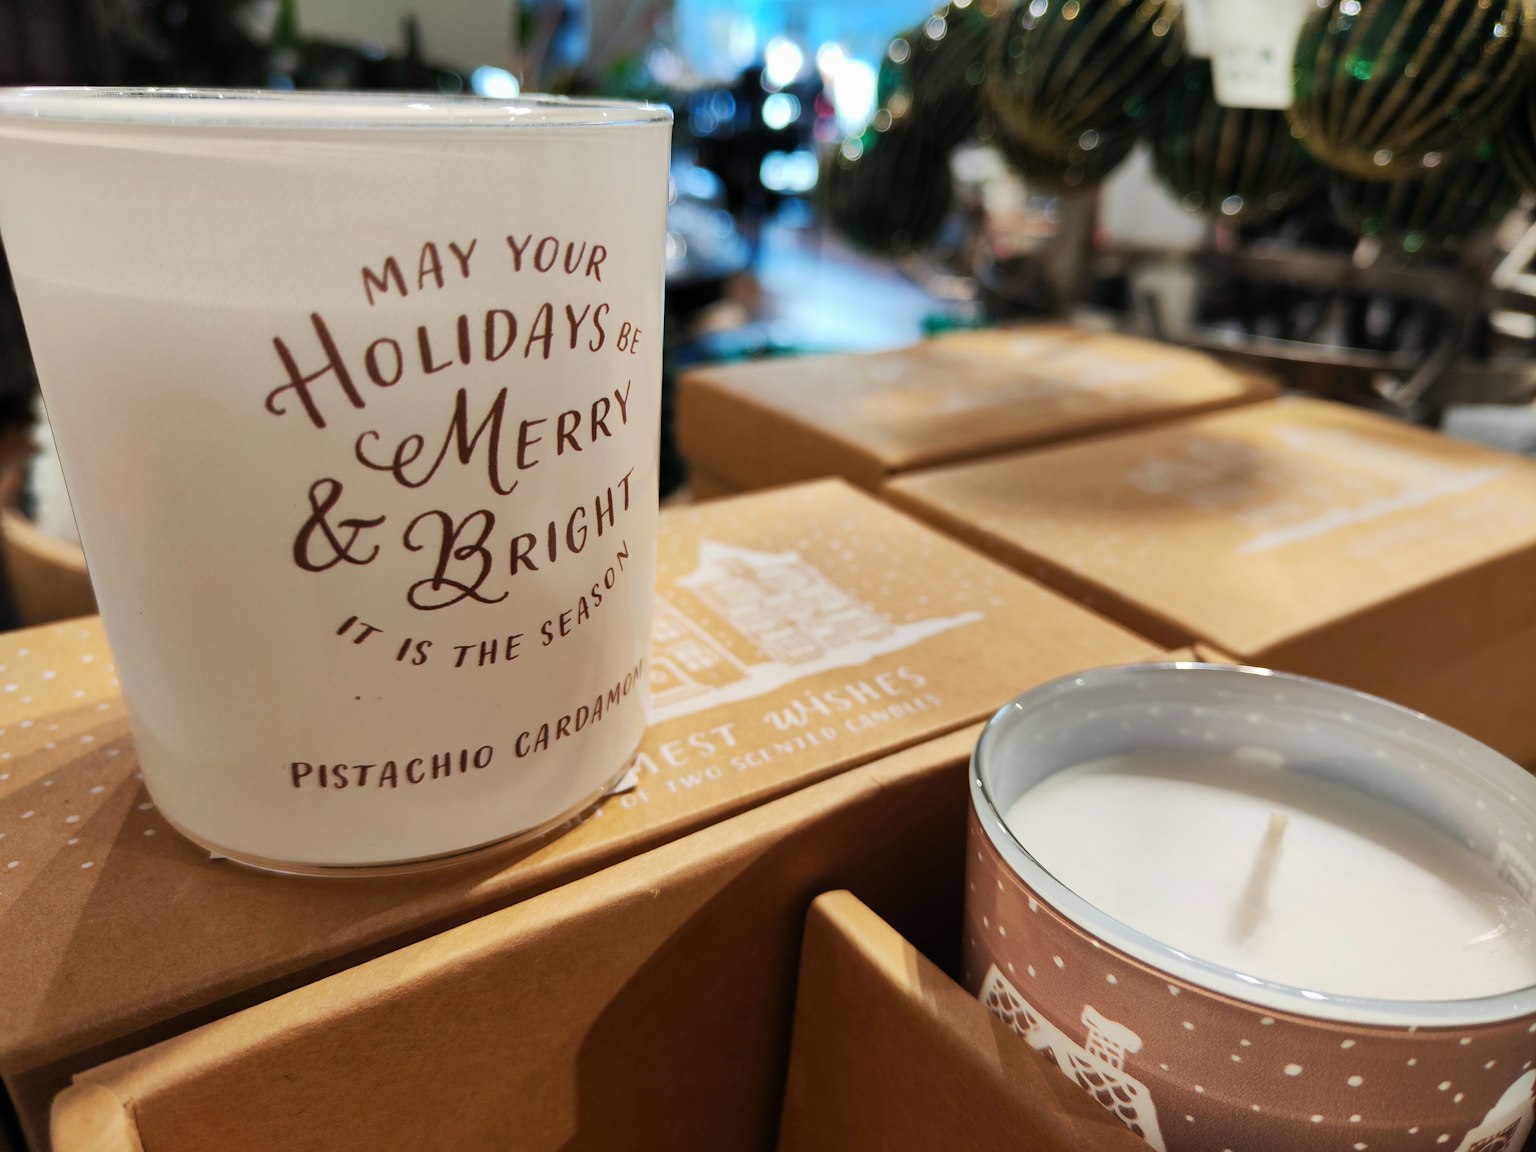 MAY YOUR
HOLIDAYS BE
MERRY
& BRIGHT
IT IS THE SEASON
PISTACHIO CARDAMOM
WISHES
OF TWO SCENTED CANDLES